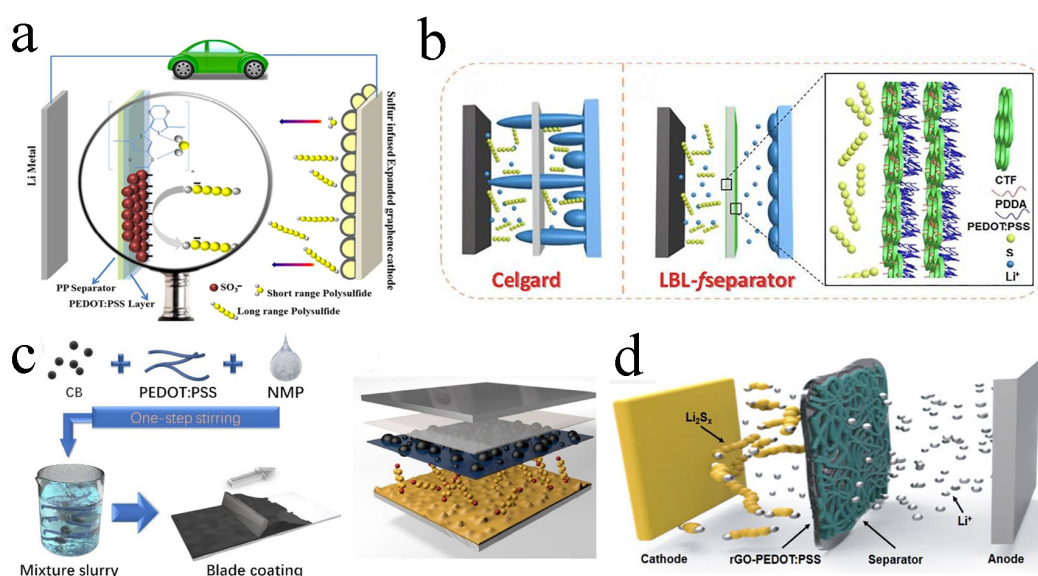 a
Li Metal
Sulfur infused Expanded graphene cathode
PP Separator
PEDOT:PSS Layer
SO₃⁻
Short range Polysulfide
Long range Polysulfide
b
Celgard
LBL-fseparator
CTF
PDDA
PEDOT:PSS
S
Li⁺
c
CB
PEDOT:PSS
NMP
One-step stirring
Mixture slurry
Blade coating
d
Li₂Sₓ
Li⁺
Cathode
rGO-PEDOT:PSS
Separator
Anode